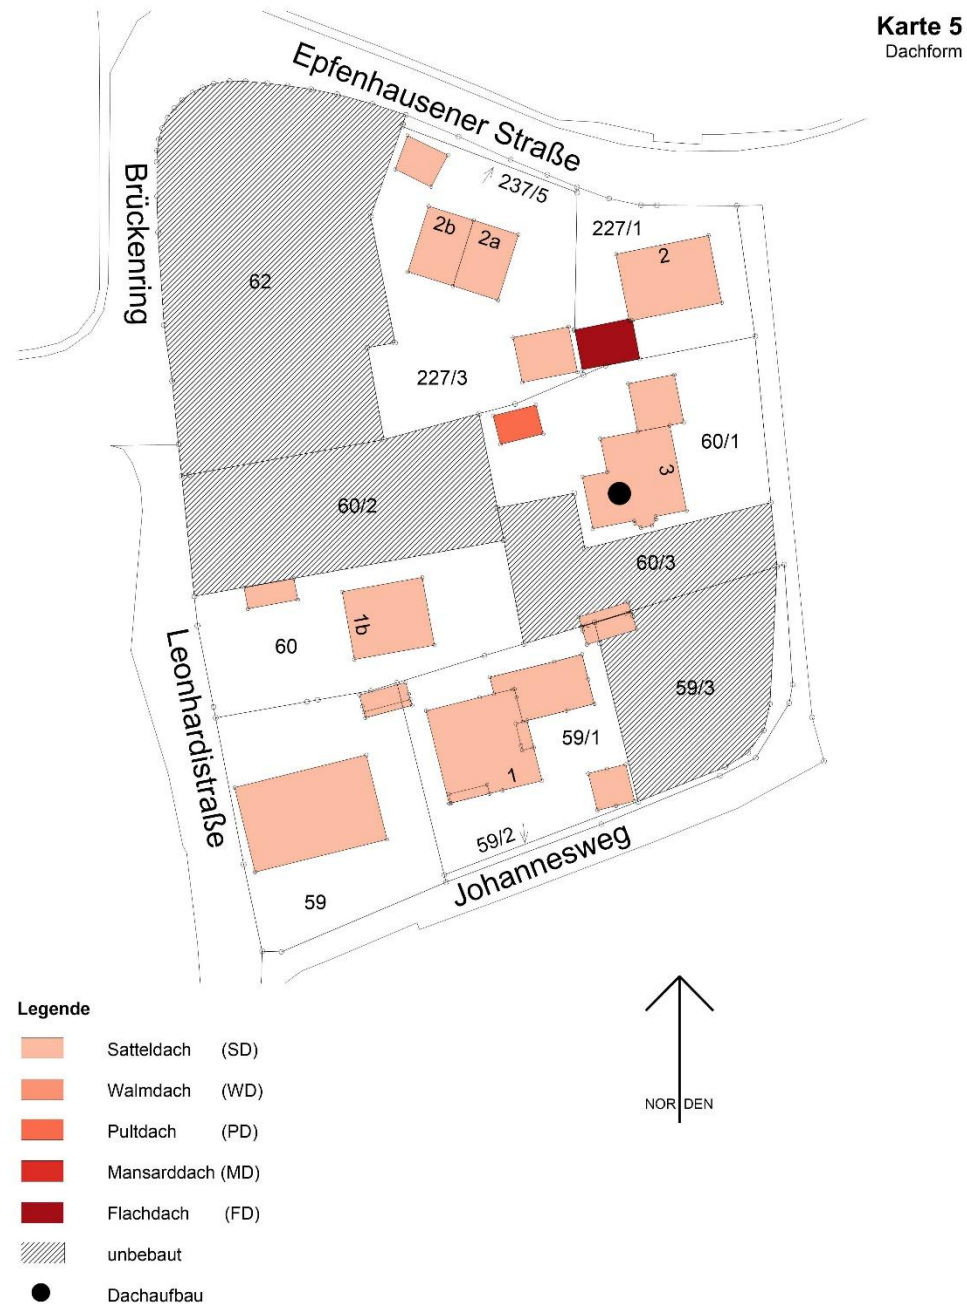 Karte 5
Dachform
Epfenhausener Straße
Brückenring
237/5
227/1
2b
2a
2
62
227/3
60/1
3
60/2
60/3
1b
60
Leonhardistraße
59/3
59/1
1
59/2
Johannesweg
59
Legende
Satteldach (SD)
Walmdach (WD)
Pultdach (PD)
Mansarddach (MD)
Flachdach (FD)
unbebaut
Dachaufbau
NORDEN